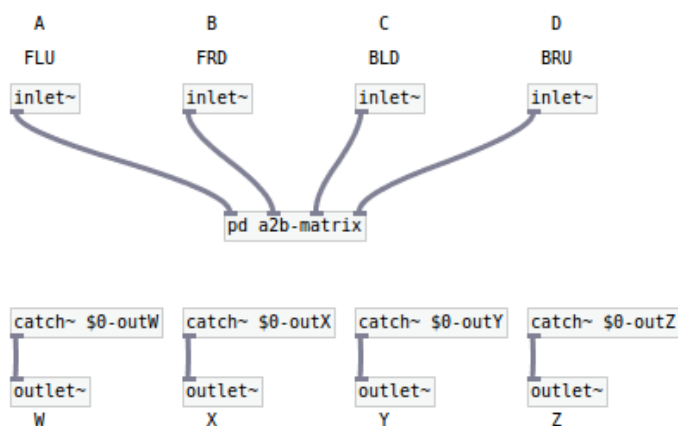 A B C D
FLU FRD BLD BRU
inlet~ inlet~ inlet~ inlet~
pd a2b-matrix
catch~ $0-outW catch~ $0-outX catch~ $0-outY catch~ $0-outZ
outlet~ outlet~ outlet~ outlet~
W X Y Z